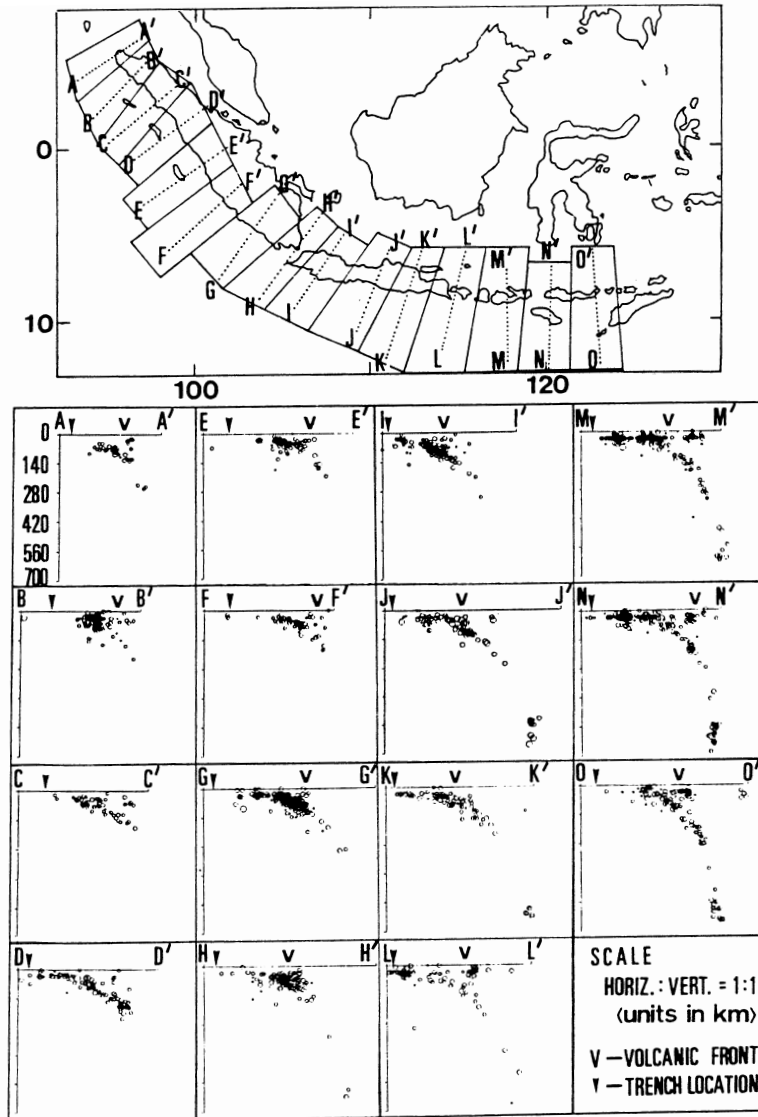 A'
B'
C'
D'
A
B
C
D
0
E'
F'
G'
H'
I'
E
F
J'
K'
L'
M'
N'
O'
G
H
I
J
K
L
M
N
O
10
100
120
A A'
E E'
I I'
M M'
0
140
280
420
560
700
B B'
F F'
J J'
N N'
C C'
G G'
K K'
O O'
D D'
H H'
L L'
SCALE
HORIZ. : VERT. = 1:1
(units in km)
V — VOLCANIC FRONT
▼ — TRENCH LOCATION